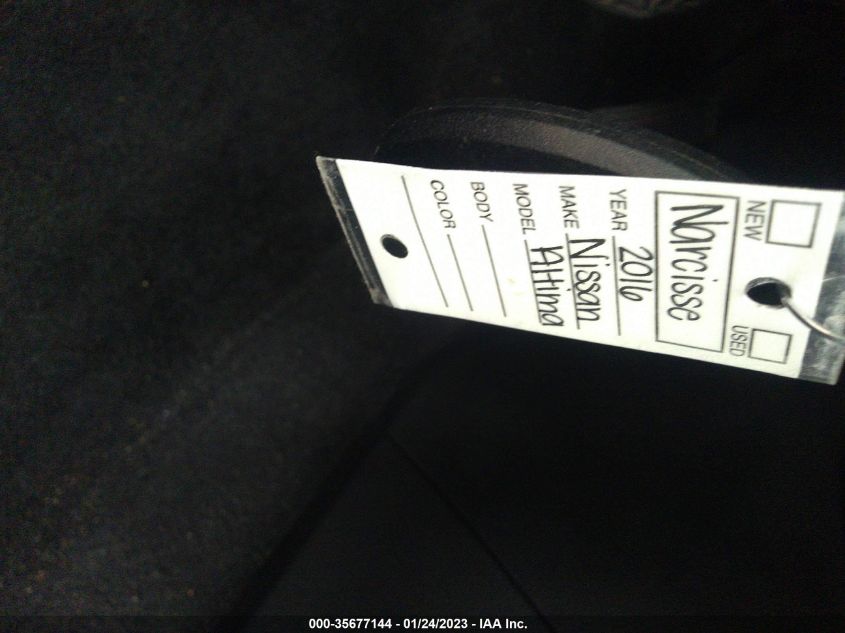 NEW USED
Narcisse
YEAR 2016
MAKE Nissan
MODEL Altima
BODY
COLOR
000-35677144 - 01/24/2023 - IAA Inc.